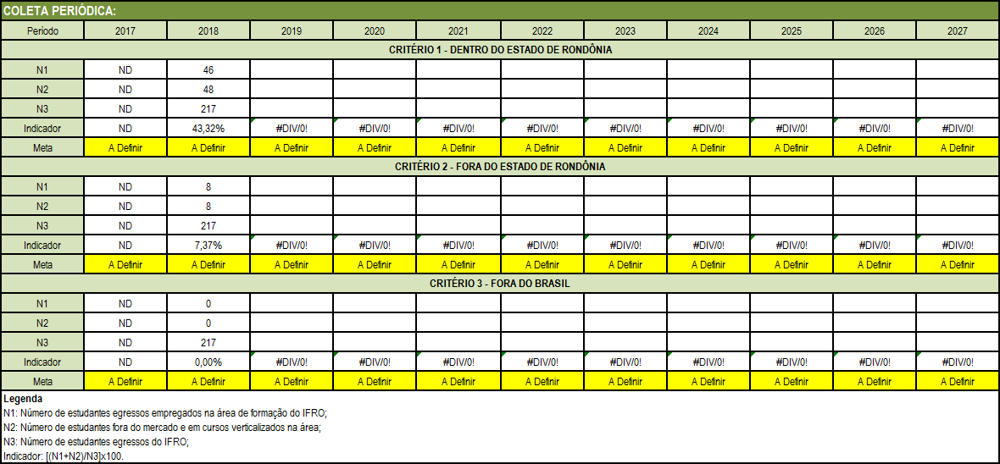 COLETA PERIÓDICA:
Período 2017 2018 2019 2020 2021 2022 2023 2024 2025 2026 2027
CRITÉRIO 1 - DENTRO DO ESTADO DE RONDÔNIA
N1 ND 46
N2 ND 48
N3 ND 217
Indicador ND 43,32% #DIV/0! #DIV/0! #DIV/0! #DIV/0! #DIV/0! #DIV/0! #DIV/0! #DIV/0! #DIV/0!
Meta A Definir A Definir A Definir A Definir A Definir A Definir A Definir A Definir A Definir A Definir A Definir
CRITÉRIO 2 - FORA DO ESTADO DE RONDÔNIA
N1 ND 8
N2 ND 8
N3 ND 217
Indicador ND 7,37% #DIV/0! #DIV/0! #DIV/0! #DIV/0! #DIV/0! #DIV/0! #DIV/0! #DIV/0! #DIV/0!
Meta A Definir A Definir A Definir A Definir A Definir A Definir A Definir A Definir A Definir A Definir A Definir
CRITÉRIO 3 - FORA DO BRASIL
N1 ND 0
N2 ND 0
N3 ND 217
Indicador ND 0,00% #DIV/0! #DIV/0! #DIV/0! #DIV/0! #DIV/0! #DIV/0! #DIV/0! #DIV/0! #DIV/0!
Meta A Definir A Definir A Definir A Definir A Definir A Definir A Definir A Definir A Definir A Definir A Definir
Legenda
N1: Número de estudantes egressos empregados na área de formação do IFRO;
N2: Número de estudantes fora do mercado e em cursos verticalizados na área;
N3: Número de estudantes egressos do IFRO;
Indicador: [(N1+N2)/N3]x100.